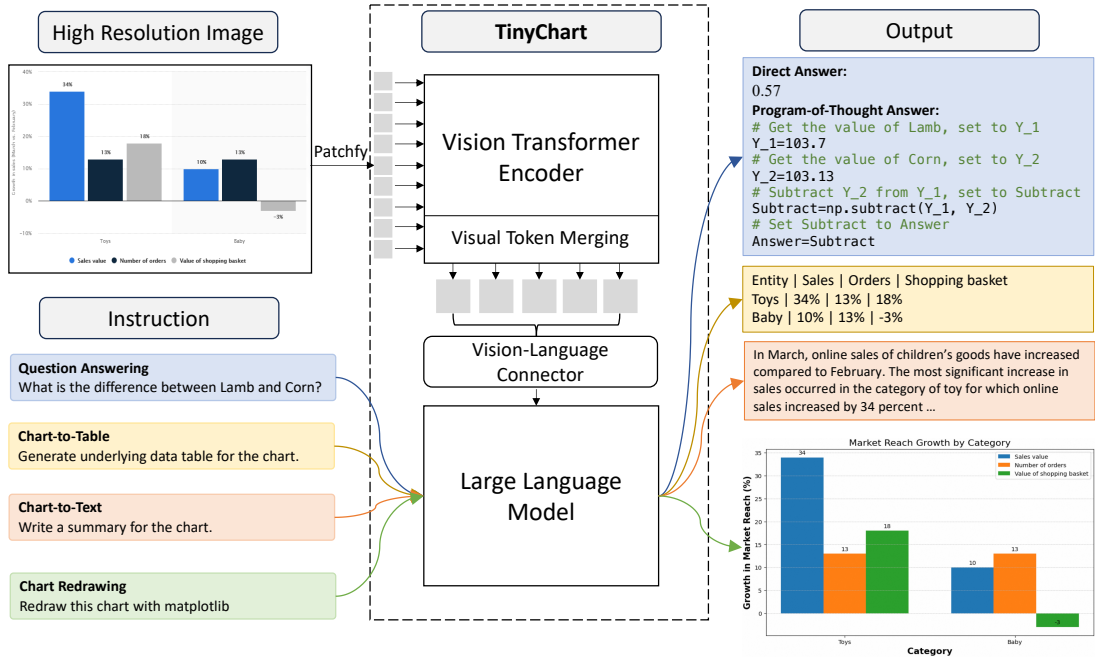 High Resolution Image
TinyChart
Output
40%
30%
20%
10%
0%
-10%
34%
13%
18%
10%
13%
-3%
Toys
Baby
Sales value
Number of orders
Value of shopping basket
Patchfy
Vision Transformer
Encoder
Visual Token Merging
Vision-Language
Connector
Large Language
Model
Instruction
Question Answering
What is the difference between Lamb and Corn?
Chart-to-Table
Generate underlying data table for the chart.
Chart-to-Text
Write a summary for the chart.
Chart Redrawing
Redraw this chart with matplotlib
Direct Answer:
0.57
Program-of-Thought Answer:
# Get the value of Lamb, set to Y_1
Y_1=103.7
# Get the value of Corn, set to Y_2
Y_2=103.13
# Subtract Y_2 from Y_1, set to Subtract
Subtract=np.subtract(Y_1, Y_2)
# Set Subtract to Answer
Answer=Subtract
Entity | Sales | Orders | Shopping basket
Toys | 34% | 13% | 18%
Baby | 10% | 13% | -3%
In March, online sales of children's goods have increased
compared to February. The most significant increase in
sales occurred in the category of toy for which online
sales increased by 34 percent …
Market Reach Growth by Category
Sales value
Number of orders
Value of shopping basket
Growth in Market Reach (%)
35
30
25
20
15
10
5
0
34
13
18
10
13
-3
Toys
Baby
Category